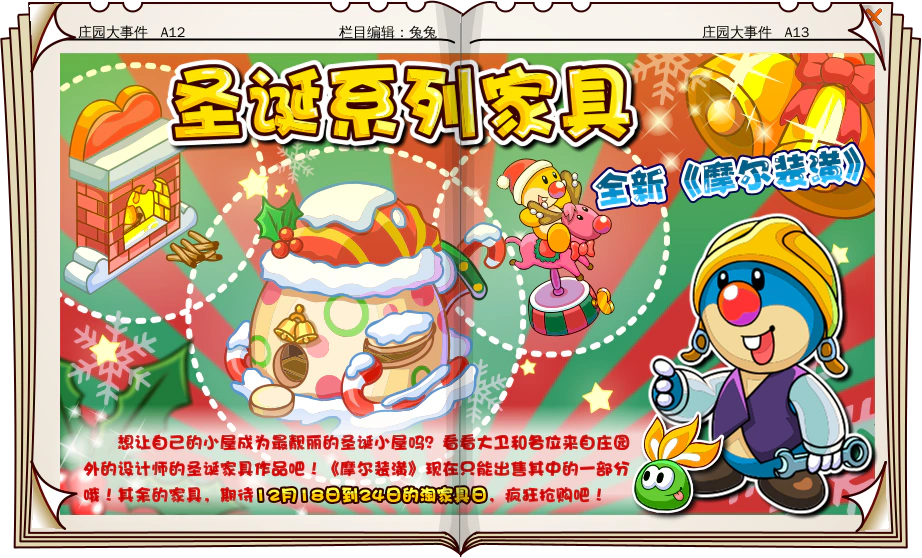 庄园大事件 A12
栏目编辑：兔兔
庄园大事件 A13
圣诞系列家具
全新《摩尔装潢》
想让自己的小屋成为最靓丽的圣诞小屋吗？看看大卫和各位来自庄园
外的设计师的圣诞家具作品吧！《摩尔装潢》现在只能出售其中的一部分
哦！其余的家具，期待12月18日到24日的淘家具日，疯狂抢购吧！